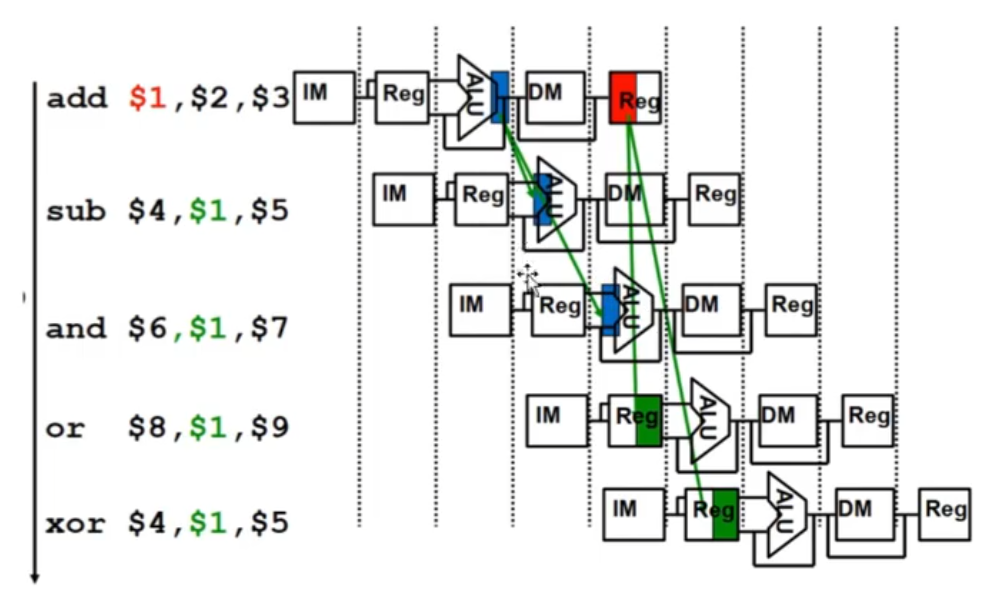 add $1,$2,$3 IM Reg ALU DM Reg
sub $4,$1,$5 IM Reg ALU DM Reg
and $6,$1,$7 IM Reg ALU DM Reg
or $8,$1,$9 IM Reg ALU DM Reg
xor $4,$1,$5 IM Reg ALU DM Reg